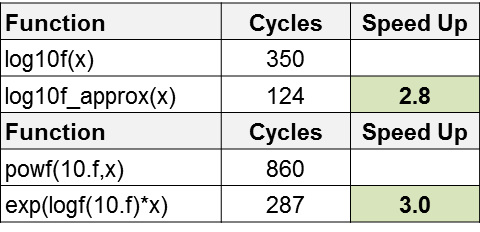 Function Cycles Speed Up
log10f(x) 350
log10f_approx(x) 124 2.8
Function Cycles Speed Up
powf(10.f,x) 860
exp(logf(10.f)*x) 287 3.0